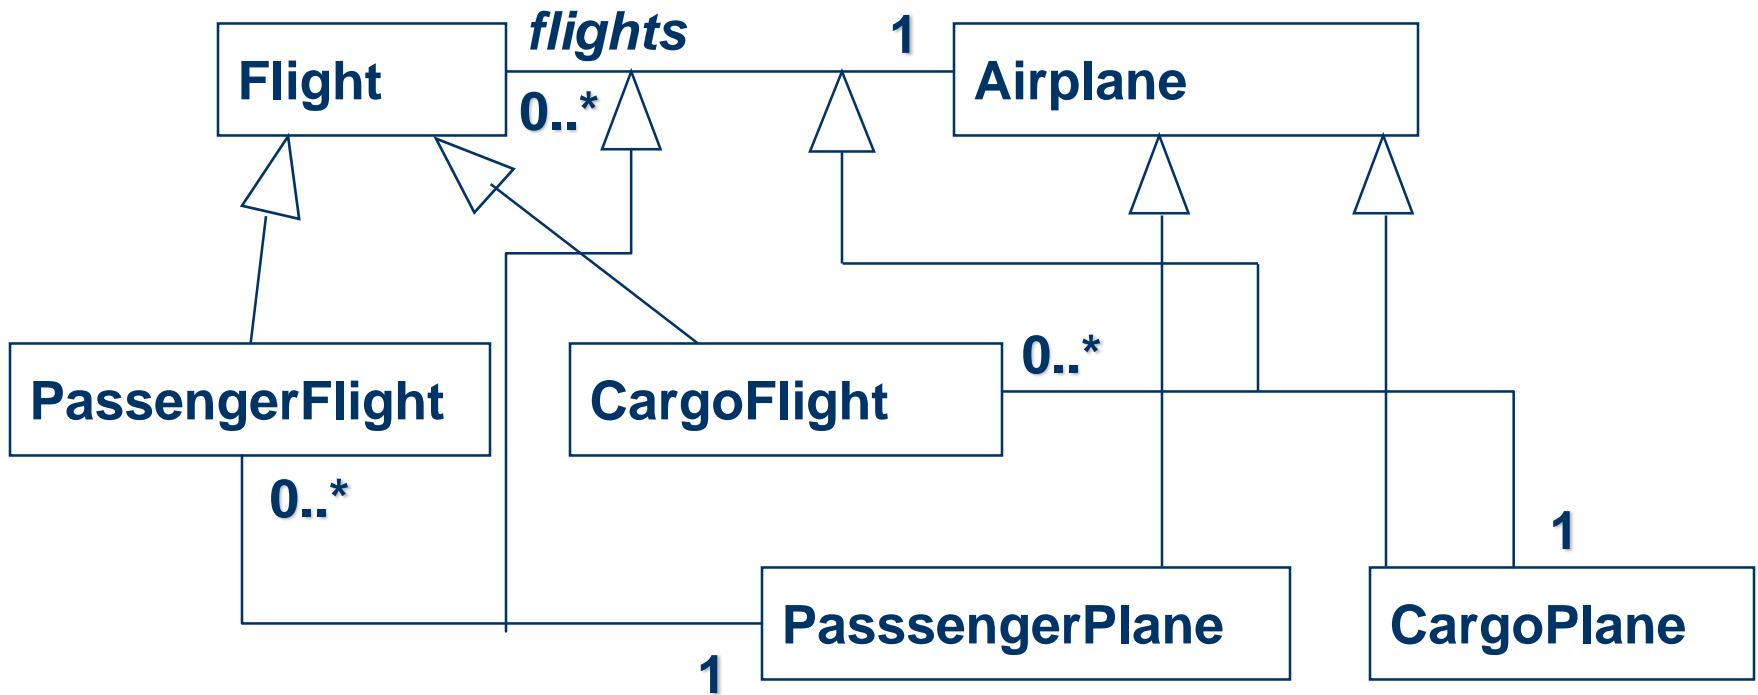 flights
1
Flight
Airplane
0..*
0..*
PassengerFlight
CargoFlight
0..*
1
PasssengerPlane
CargoPlane
1